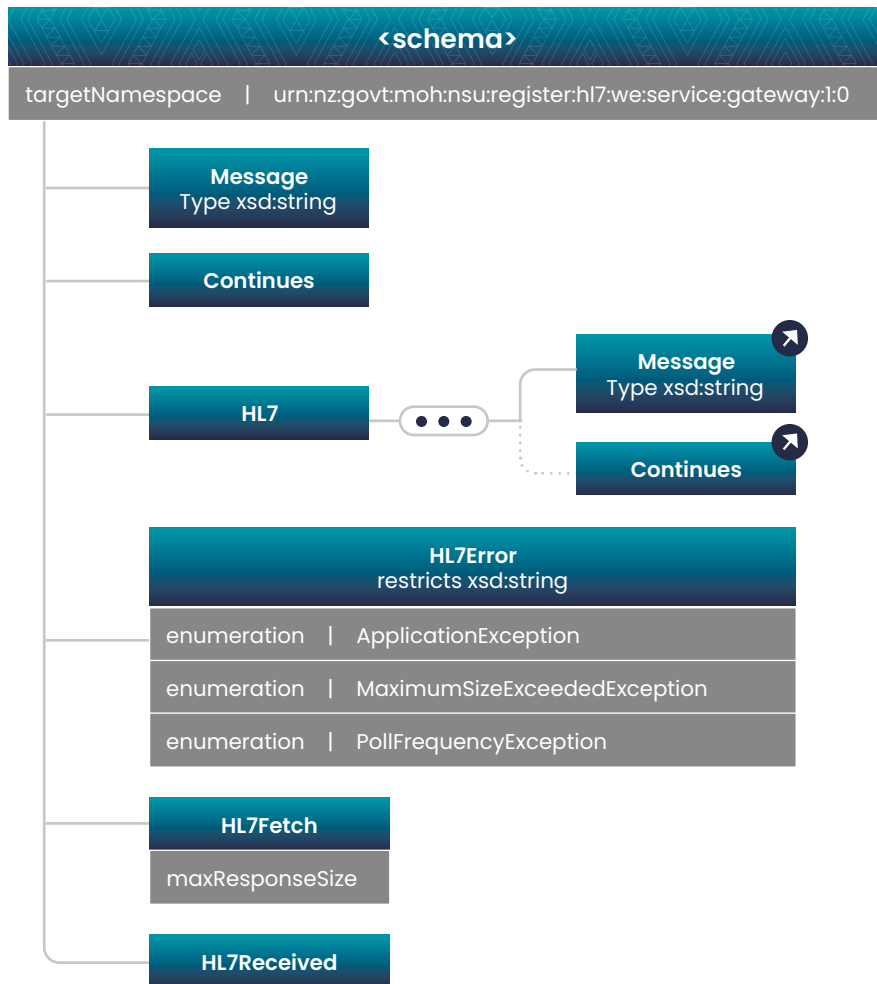 <schema>
targetNamespace | urn:nz:govt:moh:nsu:register:hl7:we:service:gateway:1:0
Message
Type xsd:string
Continues
HL7
Message
Type xsd:string
Continues
HL7Error
restricts xsd:string
enumeration | ApplicationException
enumeration | MaximumSizeExceededException
enumeration | PollFrequencyException
HL7Fetch
maxResponseSize
HL7Received